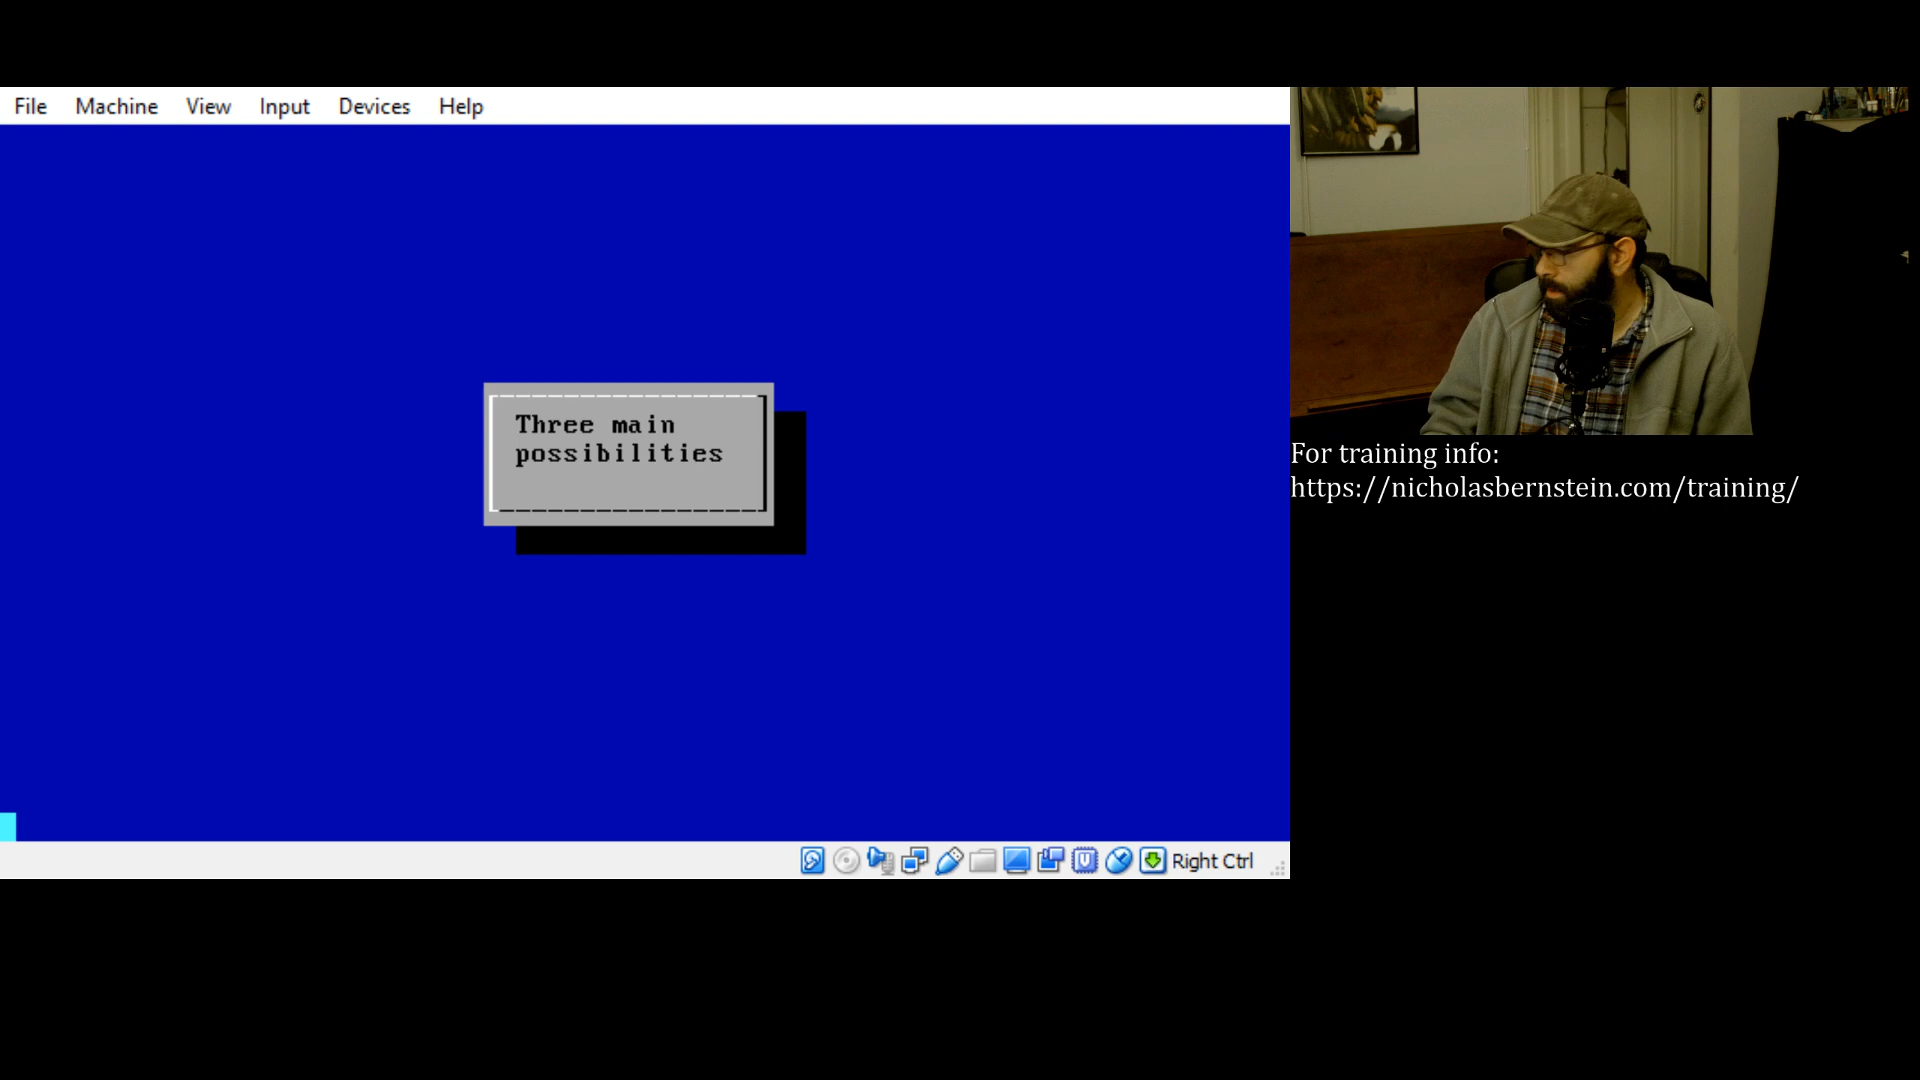 File Machine View Input Devices Help
Three main
possibilities
For training info:
https://nicholasbernstein.com/training/
Right Ctrl